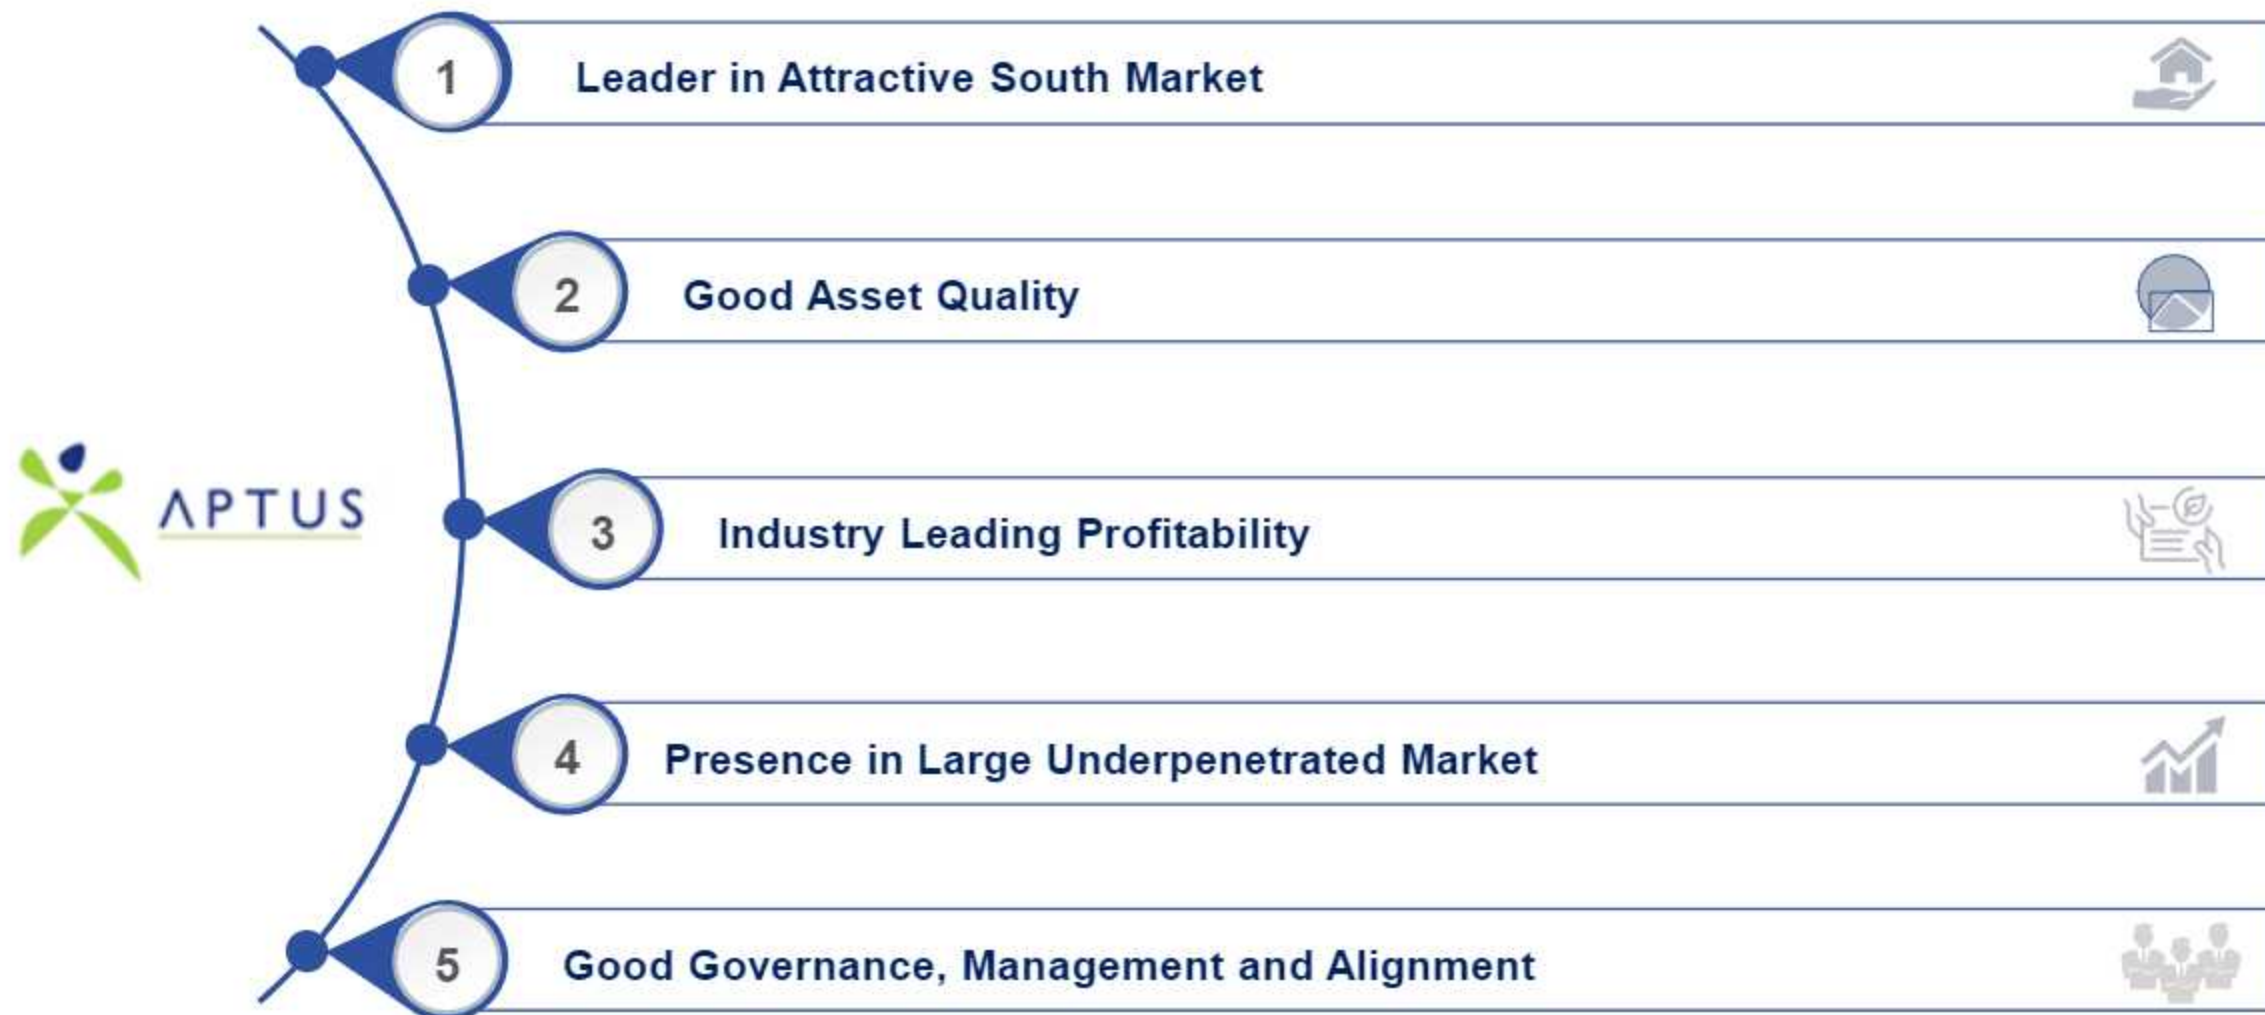 1
Leader in Attractive South Market
2
Good Asset Quality
APTUS
3
Industry Leading Profitability
4
Presence in Large Underpenetrated Market
5
Good Governance, Management and Alignment